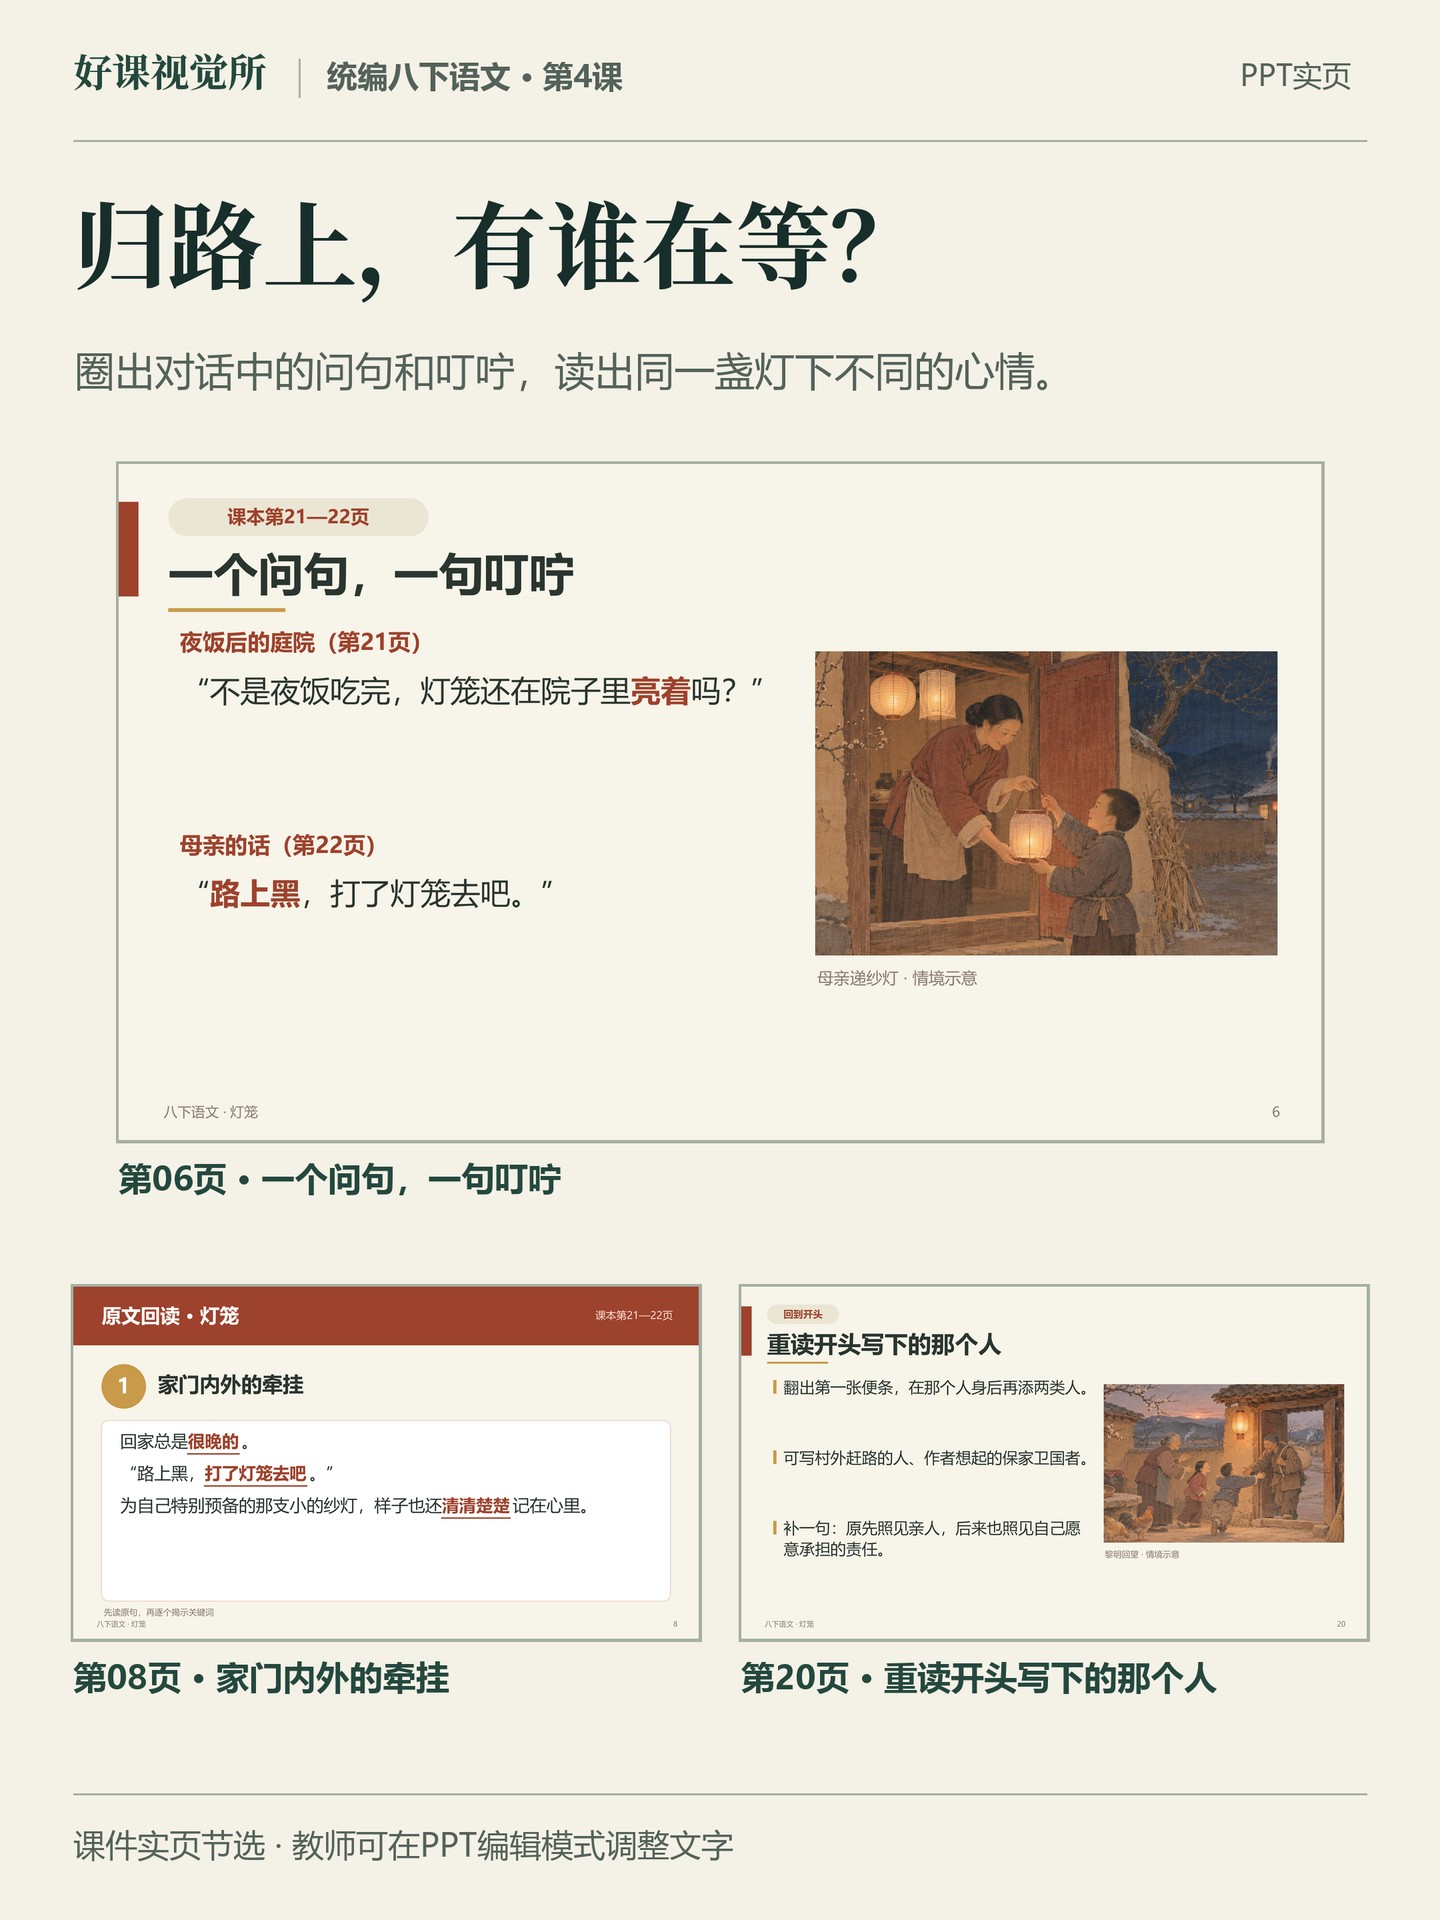 好课视觉所
统编八下语文·第4课
PPT实页
归路上，有谁在等？
圈出对话中的问句和叮咛，读出同一盏灯下不同的心情。
课本第21—22页
一个问句，一句叮咛
夜饭后的庭院（第21页）
“不是夜饭吃完，灯笼还在院子里亮着吗？”
母亲的话（第22页）
“路上黑，打了灯笼去吧。”
母亲递纱灯·情境示意
八下语文·灯笼
6
第06页·一个问句，一句叮咛
原文回读·灯笼
课本第21—22页
1
家门内外的牵挂
回家总是很晚的。
“路上黑，打了灯笼去吧。”
为自己特别预备的那支小的纱灯，样子也还清清楚楚记在心里。
先读原句，再逐个揭示关键词
八下语文·灯笼
8
第08页·家门内外的牵挂
回到开头
重读开头写下的那个人
翻出第一张便条，在那个人身后再添两类人。
可写村外赶路的人、作者想起的保家卫国者。
补一句：原先照见亲人，后来也照见自己愿
意承担的责任。
黎明回望·情境示意
八下语文·灯笼
20
第20页·重读开头写下的那个人
课件实页节选·教师可在PPT编辑模式调整文字